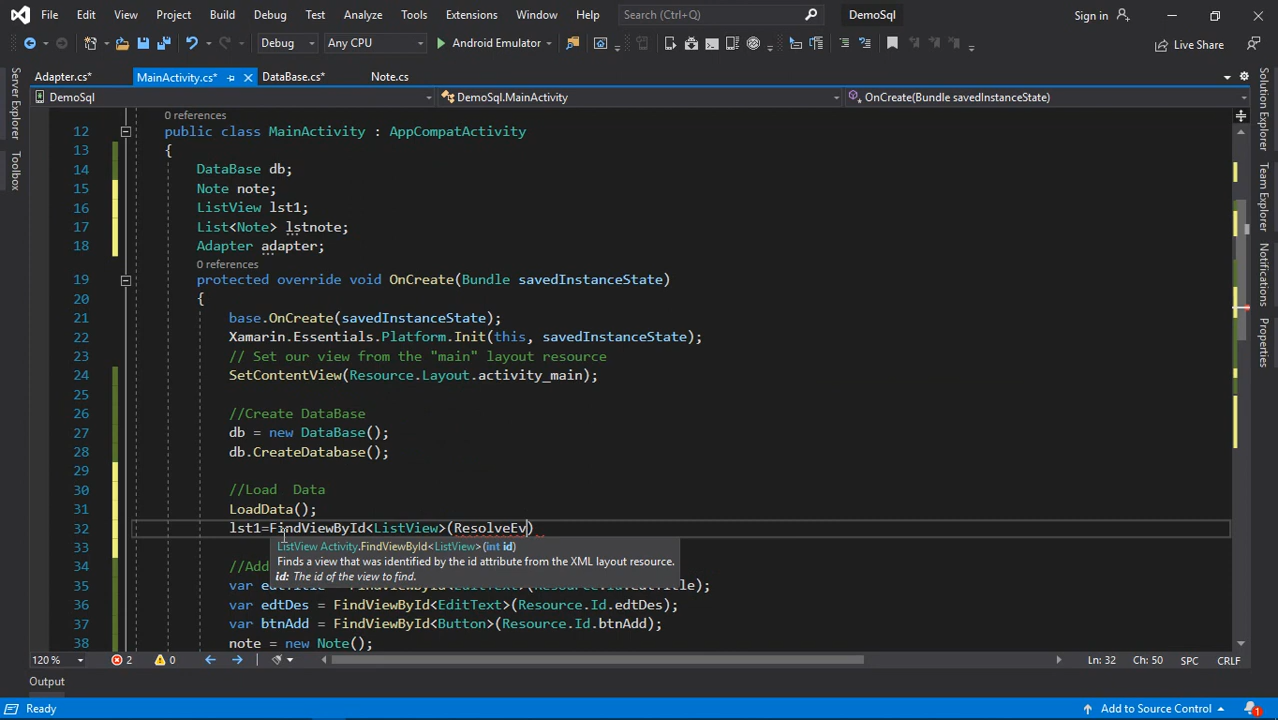 File Edit View Project Build Debug Test Analyze Tools Extensions Window Help Search (Ctrl+Q) DemoSql Sign in
Debug Any CPU Android Emulator Live Share
Adapter.cs* MainActivity.cs* DataBase.cs* Note.cs
DemoSql DemoSql.MainActivity OnCreate(Bundle savedInstanceState)
Server Explorer
Toolbox
Solution Explorer
Team Explorer
Notifications
Properties
0 references
12 public class MainActivity : AppCompatActivity
13 {
14 DataBase db;
15 Note note;
16 ListView lst1;
17 List<Note> lstnote;
18 Adapter adapter;
0 references
19 protected override void OnCreate(Bundle savedInstanceState)
20 {
21 base.OnCreate(savedInstanceState);
22 Xamarin.Essentials.Platform.Init(this, savedInstanceState);
23 // Set our view from the "main" layout resource
24 SetContentView(Resource.Layout.activity_main);
25
26 //Create DataBase
27 db = new DataBase();
28 db.CreateDatabase();
29
30 //Load  Data
31 LoadData();
32 lst1=FindViewById<ListView>(ResolveEv)
33 ListView Activity.FindViewById<ListView>(int id)
Finds a view that was identified by the id attribute from the XML layout resource.
34 //Add id: The id of the view to find.
35 var edtTitle = FindViewById<EditText>(Resource.Id.edtTitle);
36 var edtDes = FindViewById<EditText>(Resource.Id.edtDes);
37 var btnAdd = FindViewById<Button>(Resource.Id.btnAdd);
38 note = new Note();
120 % 2 0 Ln: 32 Ch: 50 SPC CRLF
Output
Ready Add to Source Control 1